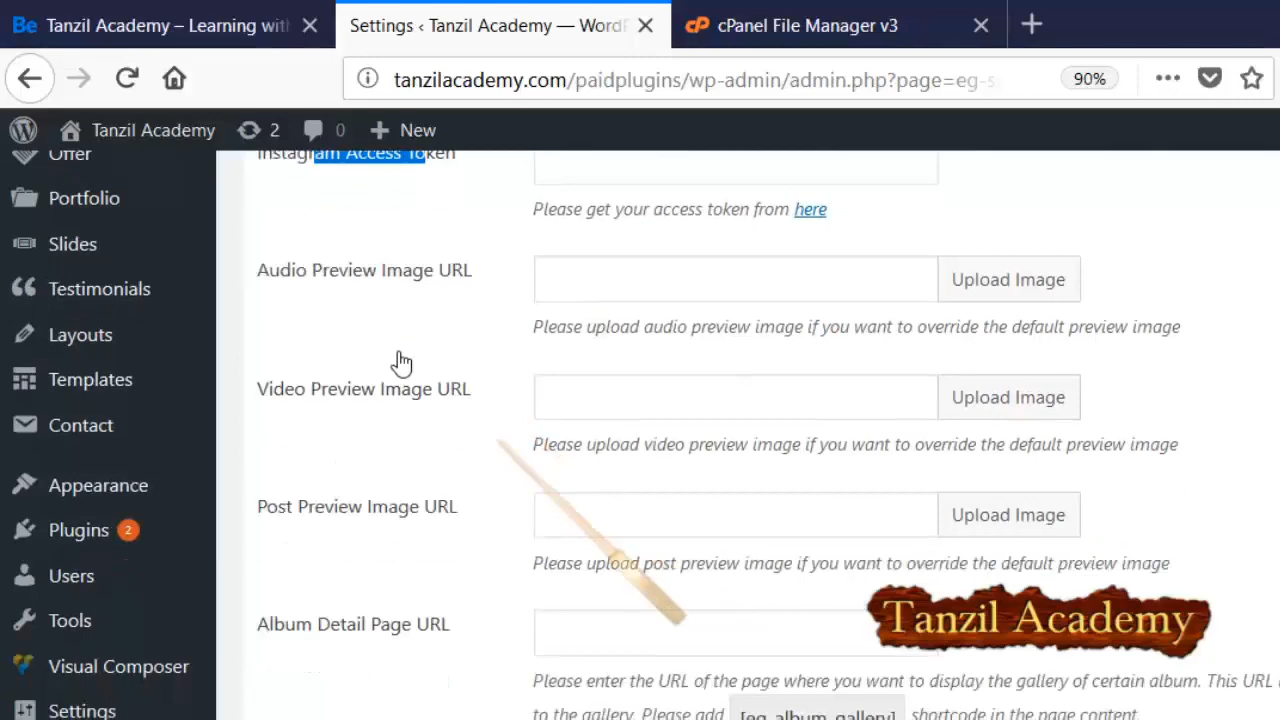 Be Tanzil Academy – Learning with
Settings ‹ Tanzil Academy — WordP
cP cPanel File Manager v3
tanzilacademy.com/paidplugins/wp-admin/admin.php?page=eg-s
90%
Tanzil Academy
2
0
New
Offer
Portfolio
Slides
Testimonials
Layouts
Templates
Contact
Appearance
Plugins 2
Users
Tools
Visual Composer
Settings
Instagram Access Token
Please get your access token from here
Audio Preview Image URL
Upload Image
Please upload audio preview image if you want to override the default preview image
Video Preview Image URL
Upload Image
Please upload video preview image if you want to override the default preview image
Post Preview Image URL
Upload Image
Please upload post preview image if you want to override the default preview image
Album Detail Page URL
Tanzil Academy
Please enter the URL of the page where you want to display the gallery of certain album. This URL
to the gallery. Please add [eg_album_gallery] shortcode in the page content.